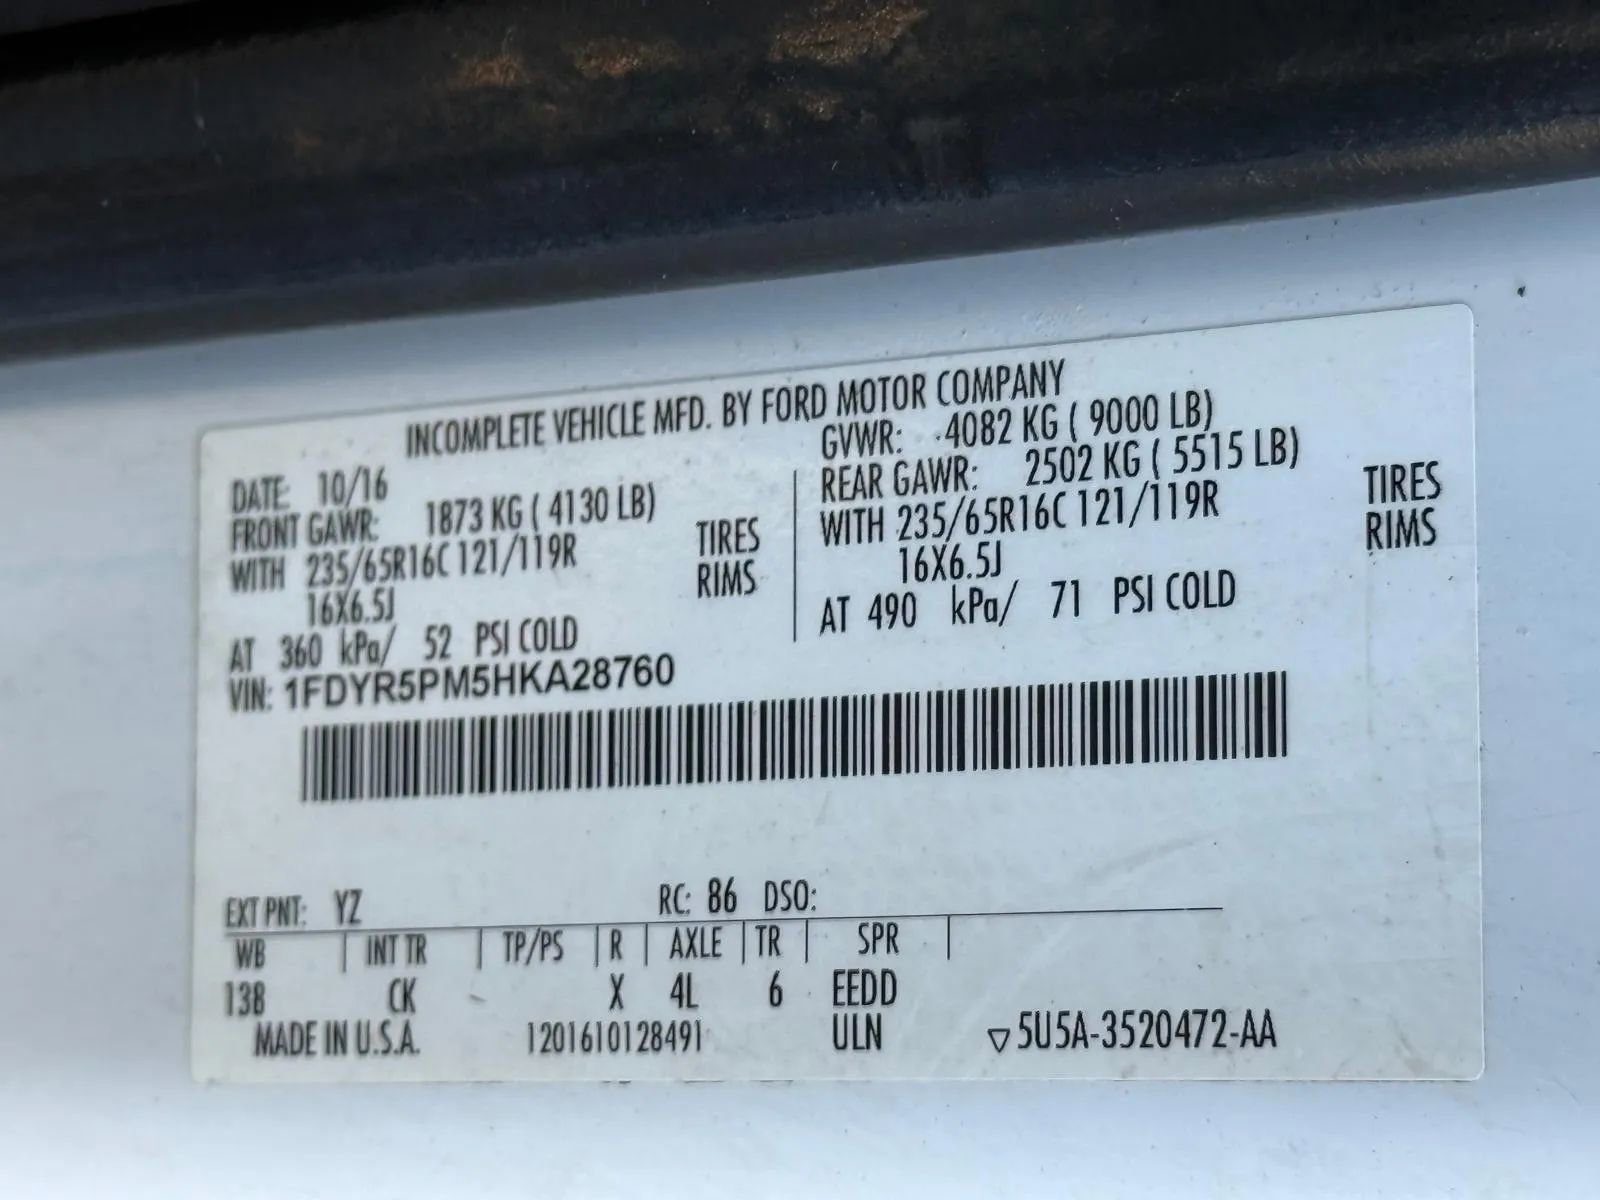 INCOMPLETE VEHICLE MFD. BY FORD MOTOR COMPANY
DATE: 10/16
GVWR: 4082 KG ( 9000 LB)
FRONT GAWR: 1873 KG ( 4130 LB)
REAR GAWR: 2502 KG ( 5515 LB)
WITH 235/65R16C 121/119R TIRES
WITH 235/65R16C 121/119R TIRES
16X6.5J RIMS
16X6.5J RIMS
AT 360 kPa/ 52 PSI COLD
AT 490 kPa/ 71 PSI COLD
VIN: 1FDYR5PM5HKA28760
EXT PNT: YZ RC: 86 DSO:
WB | INT TR | TP/PS | R | AXLE | TR | SPR |
138 CK X 4L 6 EEDD
MADE IN U.S.A. 1201610128491 ULN ▽5U5A-3520472-AA